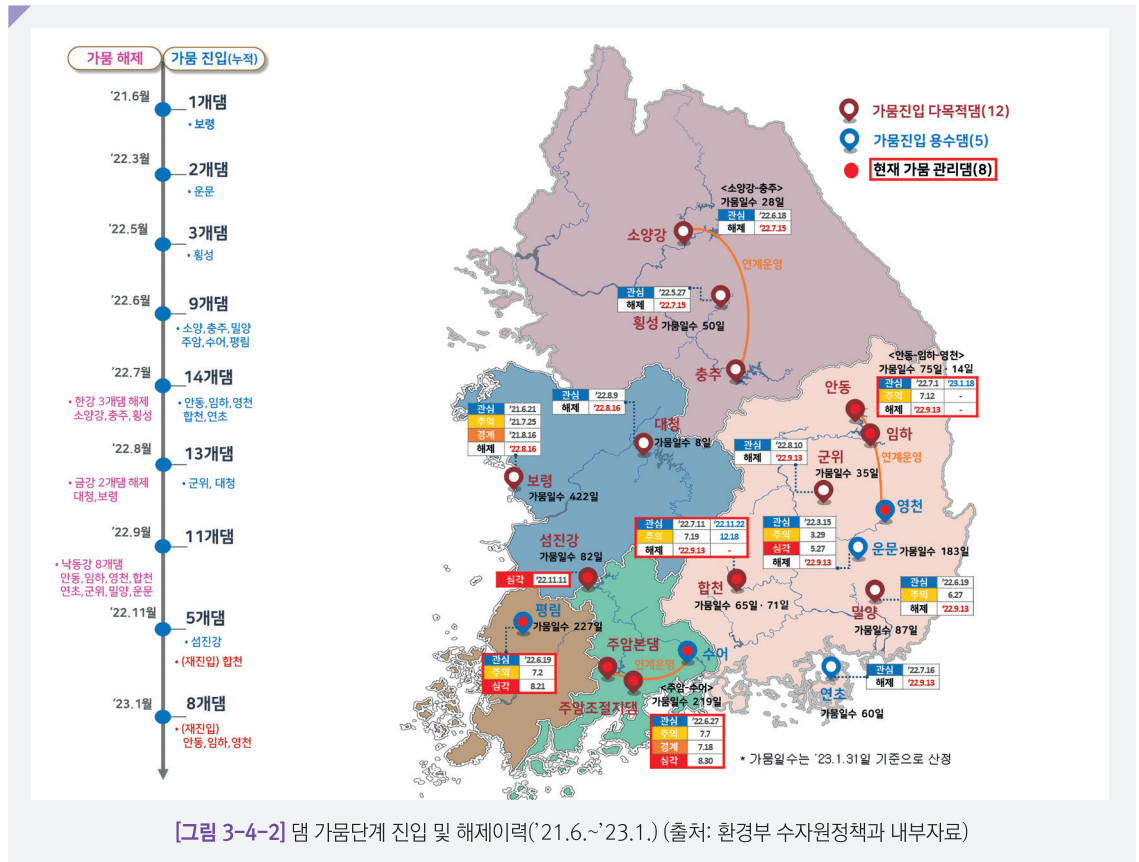 가뭄 해제 가뭄 진입(누적)
'21.6월 1개댐
• 보령
'22.3월 2개댐
• 운문
'22.5월 3개댐
• 횡성
'22.6월 9개댐
• 소양,충주,밀양
주암,수어,평림
'22.7월 14개댐
• 한강 3개댐 해제
소양강,충주,횡성
• 안동,임하,영천
합천,연초
'22.8월 13개댐
• 금강 2개댐 해제
대청,보령
• 군위, 대청
'22.9월 11개댐
• 낙동강 8개댐
안동,임하,영천,합천
연초,군위,밀양,운문
'22.11월 5개댐
• 섬진강
• (재진입) 합천
'23.1월 8개댐
• (재진입)
안동,임하,영천
가뭄진입 다목적댐(12)
가뭄진입 용수댐(5)
현재 가뭄 관리댐(8)
<소양강-충주>
가뭄일수 28일
관심 '22.6.18
해제 '22.7.15
소양강
연계운영
관심 '22.5.27
해제 '22.7.15
횡성 가뭄일수 50일
충주
<안동-임하-영천>
가뭄일수 75일 · 14일
관심 '22.7.1 '23.1.18
주의 7.12 -
해제 '22.9.13 -
안동
임하
연계운영
영천
관심 '22.8.9
해제 '22.8.16
대청
가뭄일수 8일
관심 '21.6.21
주의 '21.7.25
경계 '21.8.16
해제 '22.8.16
보령
가뭄일수 422일
관심 '22.8.10
해제 '22.9.13
군위
가뭄일수 35일
관심 '22.7.11 '22.11.22
주의 7.19 12.18
해제 '22.9.13 -
합천
가뭄일수 65일 · 71일
관심 '22.3.15
주의 3.29
심각 5.27
해제 '22.9.13
운문 가뭄일수 183일
섬진강
가뭄일수 82일
심각 '22.11.11
관심 '22.6.19
주의 6.27
해제 '22.9.13
밀양
가뭄일수 87일
평림
가뭄일수 227일
관심 '22.6.19
주의 7.2
심각 8.21
주암본댐
연계운영
수어
주암조절지댐
<주암-수어>
가뭄일수 219일
관심 '22.6.27
주의 7.7
경계 7.18
심각 8.30
관심 '22.7.16
해제 '22.9.13
연초
가뭄일수 60일
* 가뭄일수는 '23.1.31일 기준으로 산정
[그림 3-4-2] 댐 가뭄단계 진입 및 해제이력('21.6.~'23.1.) (출처: 환경부 수자원정책과 내부자료)